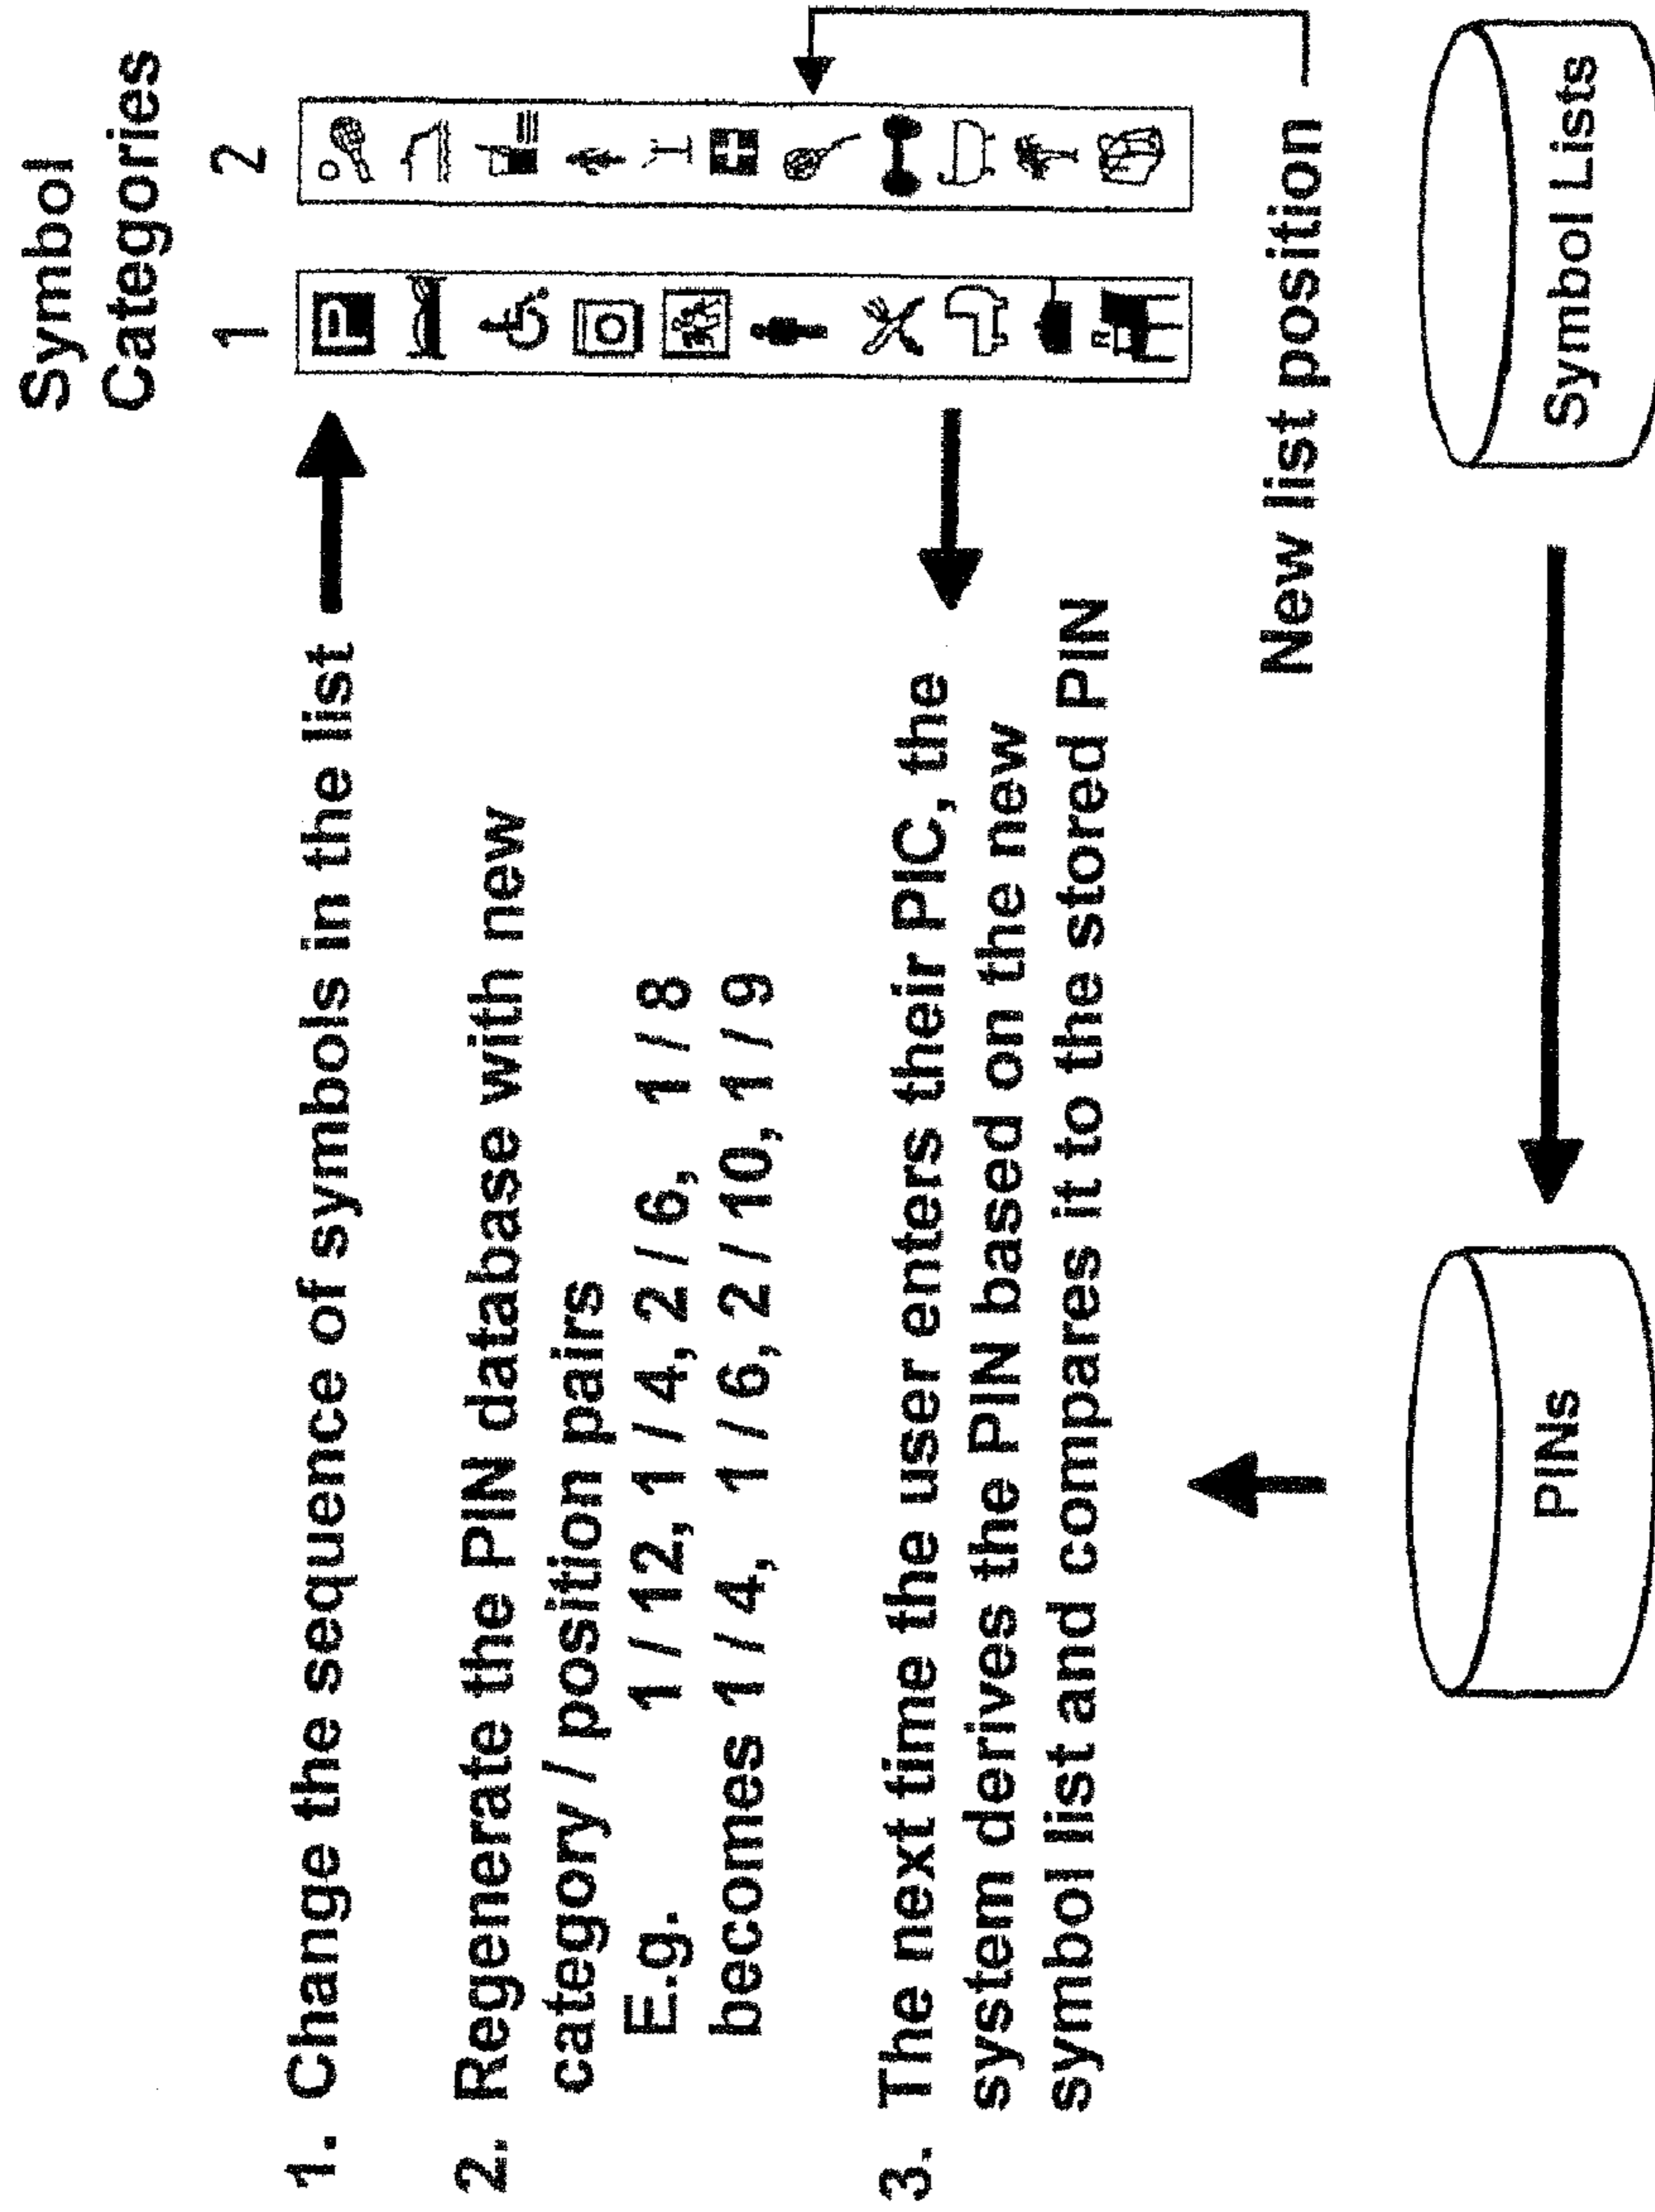 Symbol
Categories
1 2
1. Change the sequence of symbols in the list
2. Regenerate the PIN database with new
category / position pairs
E.g. 1 / 12, 1 / 4, 2 / 6, 1 / 8
becomes 1 / 4, 1 / 6, 2 / 10, 1 / 9
3. The next time the user enters their PIC, the
system derives the PIN based on the new
symbol list and compares it to the stored PIN
New list position
P
R
PINs
Symbol Lists